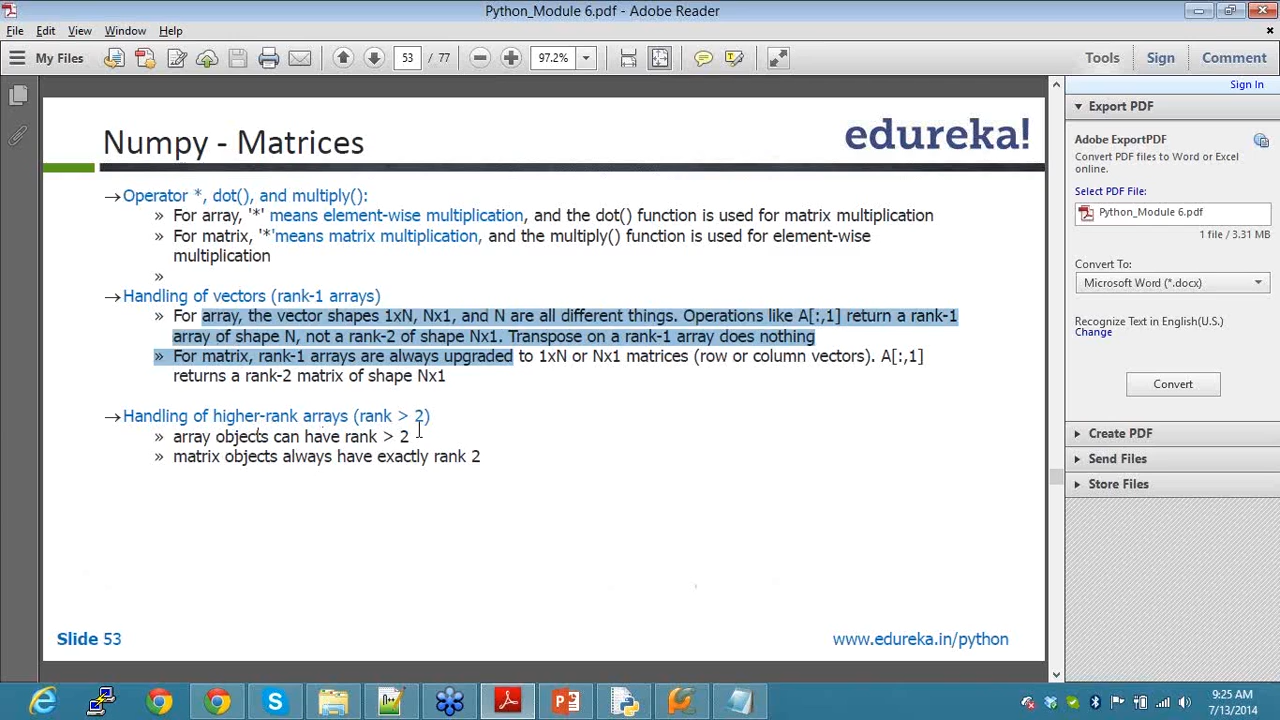 Python_Module 6.pdf - Adobe Reader
File Edit View Window Help
My Files 53 / 77 97.2% Tools Sign Comment
Sign In
Export PDF
Adobe ExportPDF
Convert PDF files to Word or Excel
online.
Select PDF File:
Python_Module 6.pdf
1 file / 3.31 MB
Convert To:
Microsoft Word (*.docx)
Recognize Text in English(U.S.)
Change
Convert
Create PDF
Send Files
Store Files
Numpy - Matrices
edureka!
→Operator *, dot(), and multiply():
» For array, '*' means element-wise multiplication, and the dot() function is used for matrix multiplication
» For matrix, '*'means matrix multiplication, and the multiply() function is used for element-wise
multiplication
»
→Handling of vectors (rank-1 arrays)
» For array, the vector shapes 1xN, Nx1, and N are all different things. Operations like A[:,1] return a rank-1
array of shape N, not a rank-2 of shape Nx1. Transpose on a rank-1 array does nothing
» For matrix, rank-1 arrays are always upgraded to 1xN or Nx1 matrices (row or column vectors). A[:,1]
returns a rank-2 matrix of shape Nx1
→Handling of higher-rank arrays (rank > 2)
» array objects can have rank > 2
» matrix objects always have exactly rank 2
Slide 53
www.edureka.in/python
9:25 AM
7/13/2014